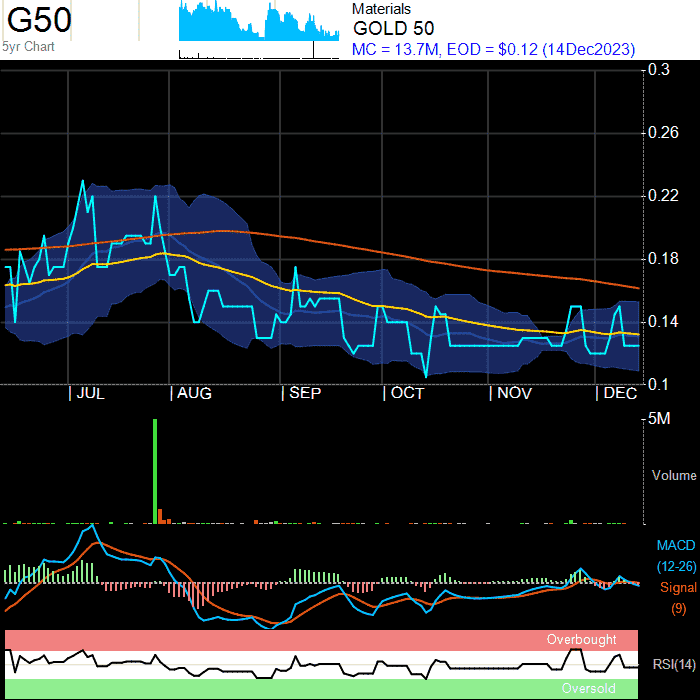 G50
5yr Chart
Materials
GOLD 50
MC = 13.7M, EOD = $0.12 (14Dec2023)
0.3
0.26
0.22
0.18
0.14
0.1
JUL
AUG
SEP
OCT
NOV
DEC
5M
Volume
MACD
(12-26)
Signal
(9)
Overbought
RSI(14)
Oversold